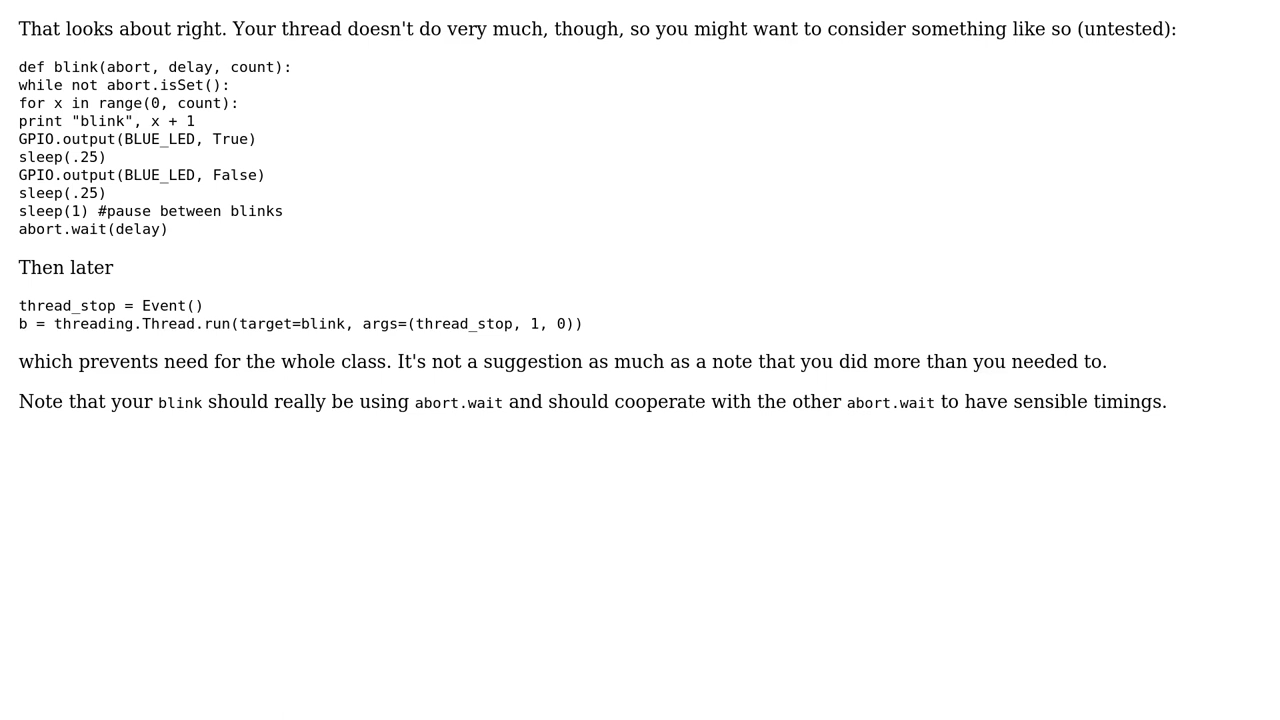 That looks about right. Your thread doesn't do very much, though, so you might want to consider something like so (untested):
def blink(abort, delay, count):
while not abort.isSet():
for x in range(0, count):
print "blink", x + 1
GPIO.output(BLUE_LED, True)
sleep(.25)
GPIO.output(BLUE_LED, False)
sleep(.25)
sleep(1) #pause between blinks
abort.wait(delay)
Then later
thread_stop = Event()
b = threading.Thread.run(target=blink, args=(thread_stop, 1, 0))
which prevents need for the whole class. It's not a suggestion as much as a note that you did more than you needed to.
Note that your blink should really be using abort.wait and should cooperate with the other abort.wait to have sensible timings.